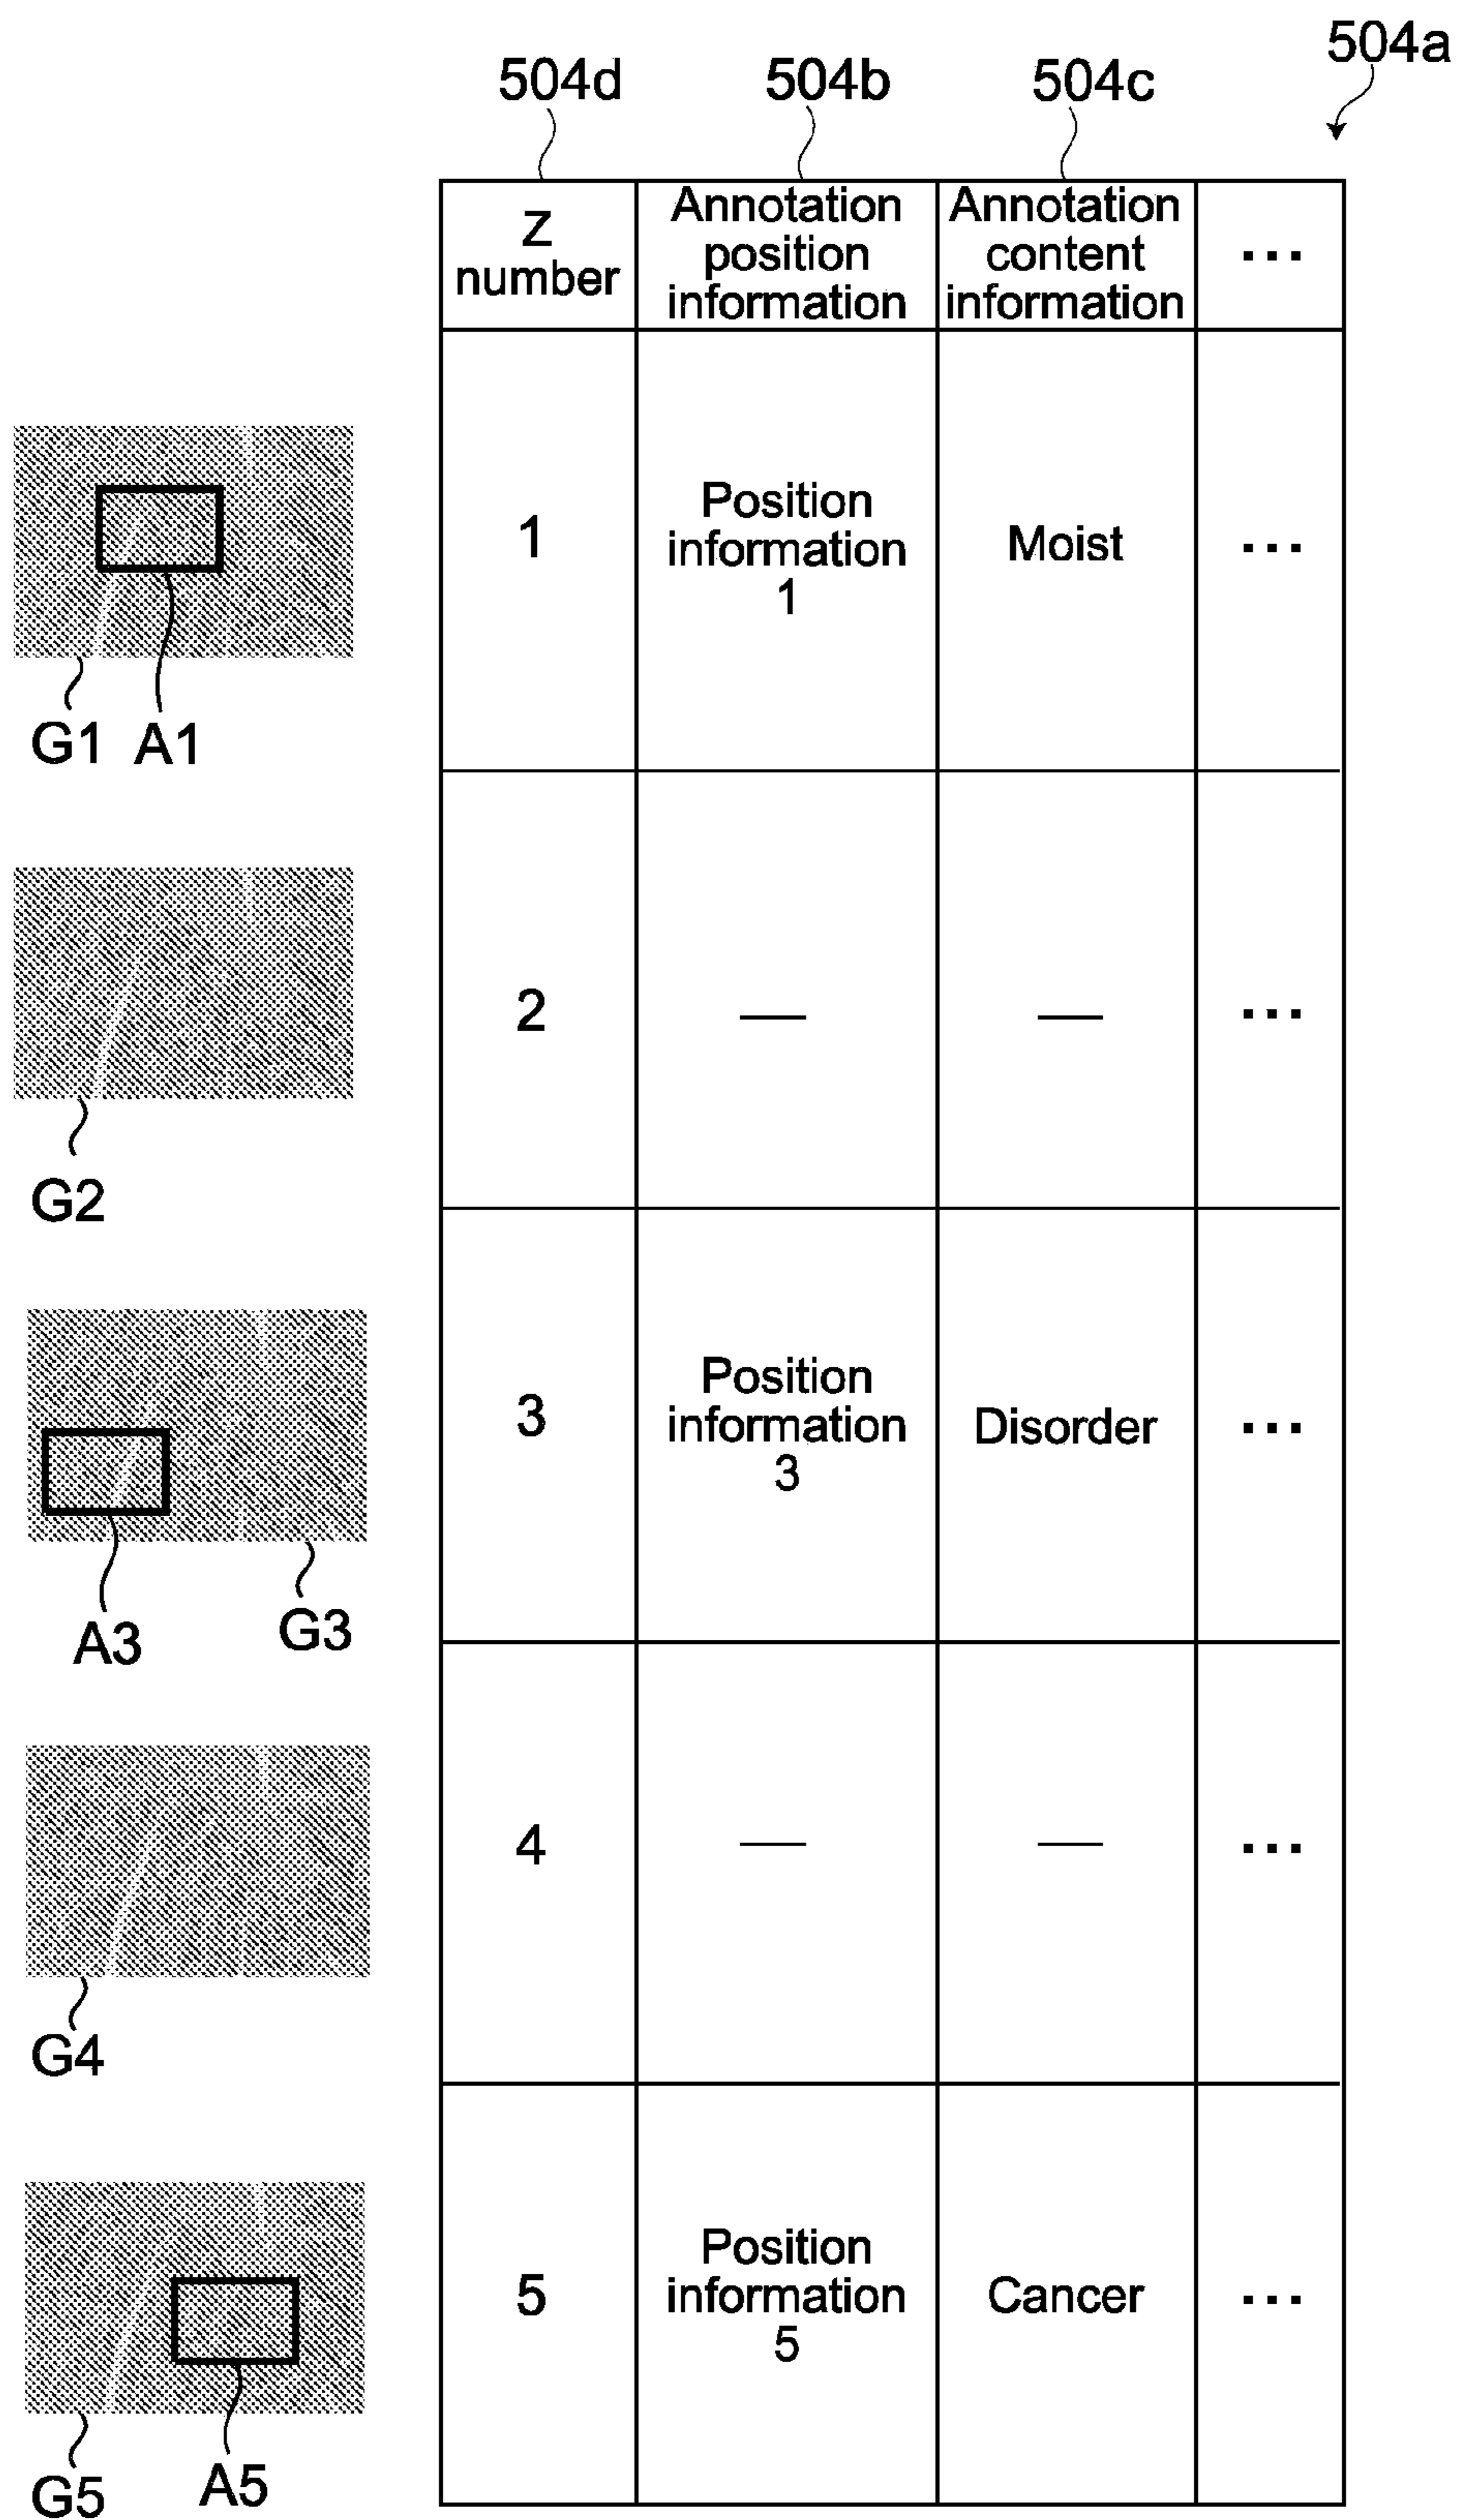 504a
504d 504b 504c
Z number
Annotation position information
Annotation content information
...
1
Position information 1
Moist
...
G1 A1
2
—
—
...
G2
3
Position information 3
Disorder
...
A3 G3
4
—
—
...
G4
5
Position information 5
Cancer
...
G5 A5